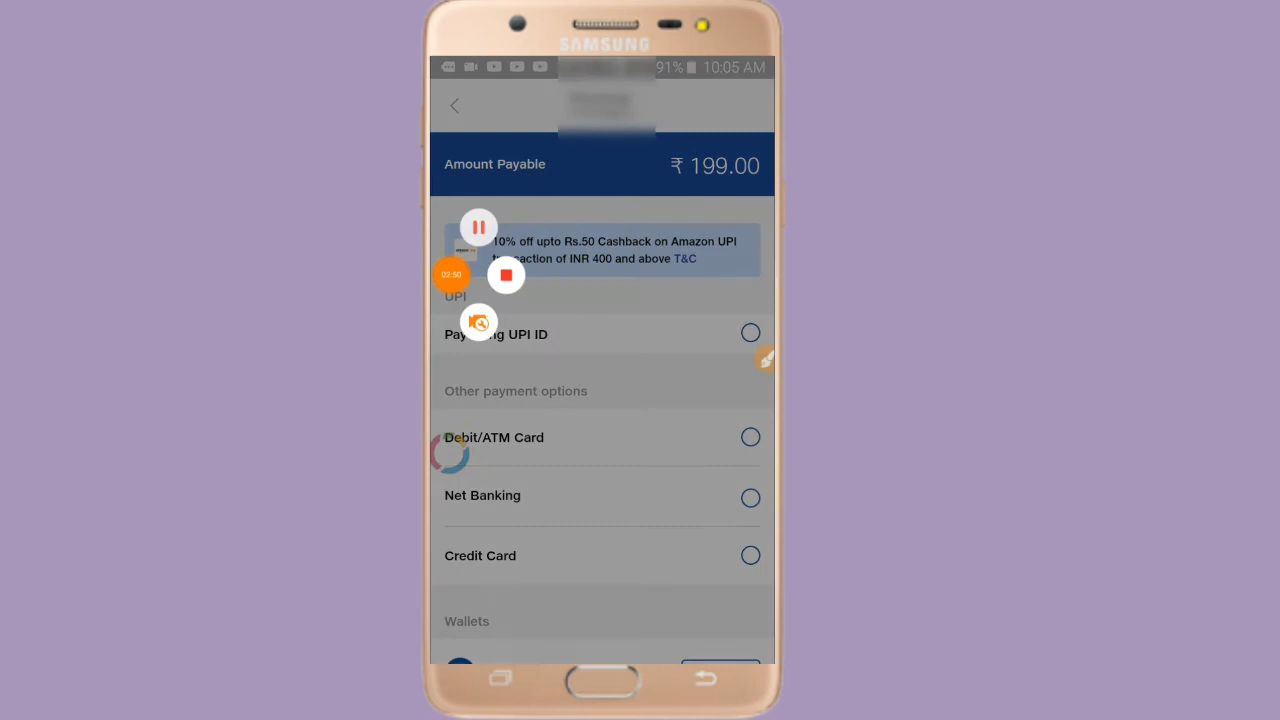 SAMSUNG
91% 10:05 AM
Amount Payable ₹ 199.00
10% off upto Rs.50 Cashback on Amazon UPI
transaction of INR 400 and above T&C
02:50
UPI
UPI ID
Other payment options
Debit/ATM Card
Net Banking
Credit Card
Wallets